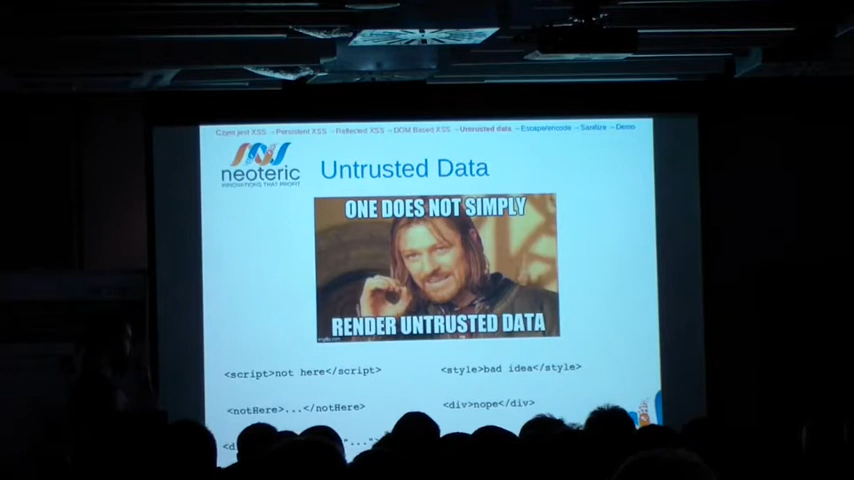 Czym jest XSS → Persistent XSS → Reflected XSS → DOM Based XSS → Untrusted data → Escape/encode → Sanitize → Demo
neoteric
INNOVATIONS THAT PROFIT
Untrusted Data
ONE DOES NOT SIMPLY
RENDER UNTRUSTED DATA
imgflip.com
<script>not here</script>
<style>bad idea</style>
<notHere>...</notHere>
<div>nope</div>
<d
"..."